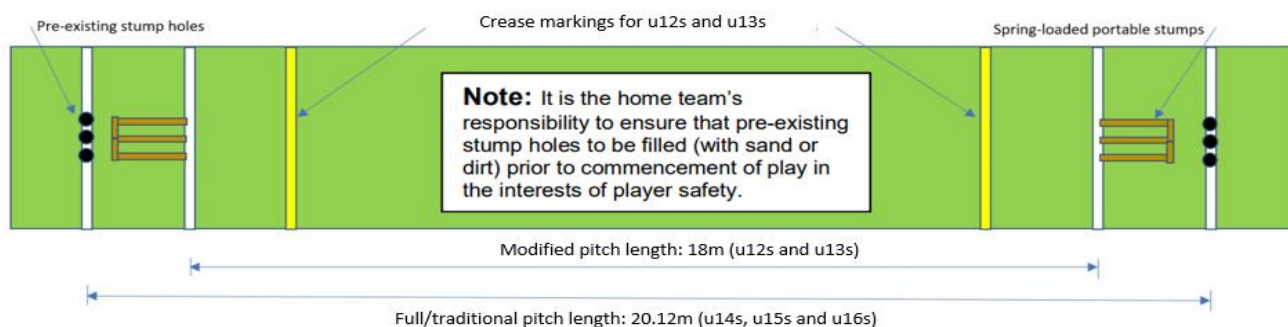 Crease markings for u12s and u13s
Pre-existing stump holes
Spring-loaded portable stumps
Note: It is the home team's
responsibility to ensure that pre-existing
stump holes to be filled (with sand or
dirt) prior to commencement of play in
the interests of player safety.
Modified pitch length: 18m (u12s and u13s)
Full/traditional pitch length: 20.12m (u14s, u15s and u16s)